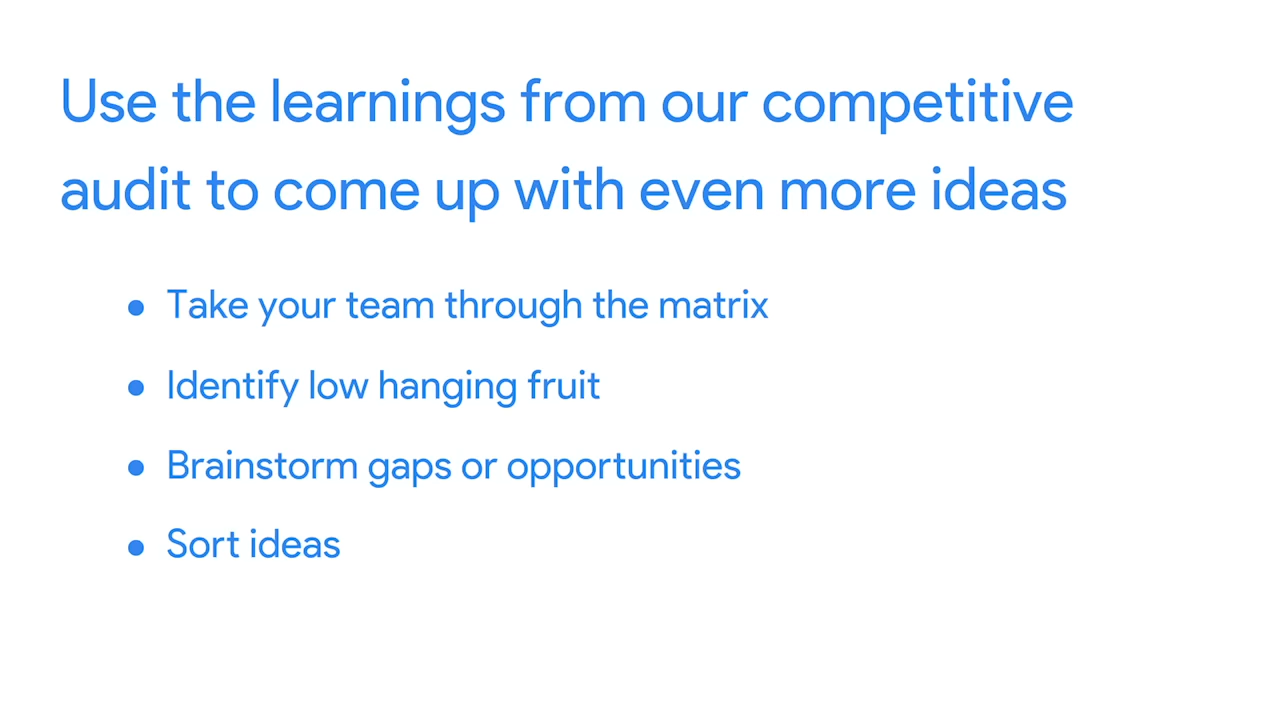 Use the learnings from our competitive
audit to come up with even more ideas
● Take your team through the matrix
● Identify low hanging fruit
● Brainstorm gaps or opportunities
● Sort ideas